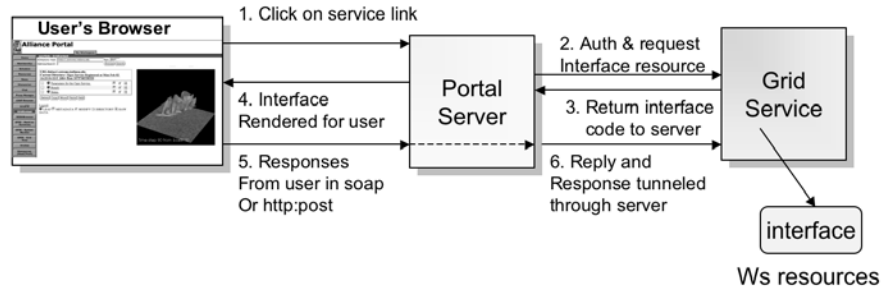 User's Browser
Alliance Portal
1. Click on service link
4. Interface
Rendered for user
5. Responses
From user in soap
Or http:post
Portal
Server
2. Auth & request
Interface resource
3. Return interface
code to server
6. Reply and
Response tunneled
through server
Grid
Service
interface
Ws resources